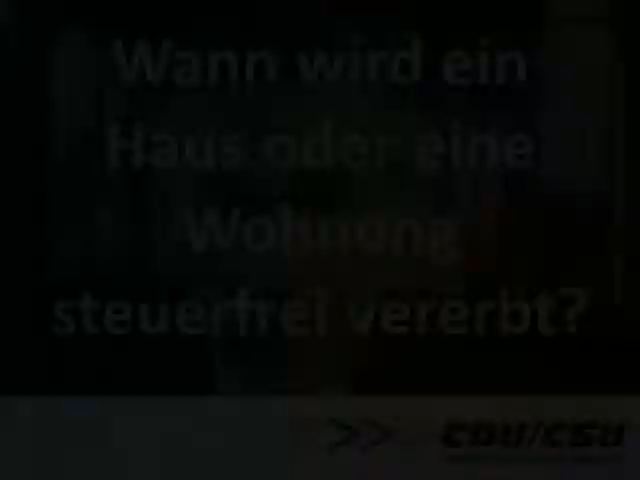 Wann wird ein
Haus oder eine
Wohnung
steuerfrei vererbt?
>> CDU/CSU